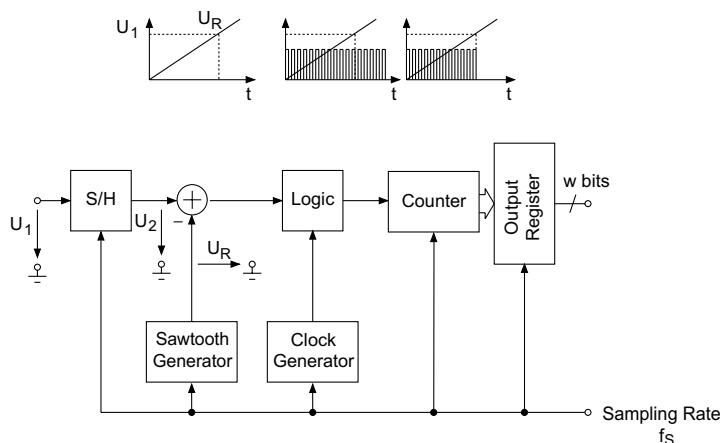 U1
UR
t
t
t
S/H
Logic
Counter
Output
Register
w bits
+
−
U1
U2
UR
Sawtooth
Generator
Clock
Generator
Sampling Rate
fS